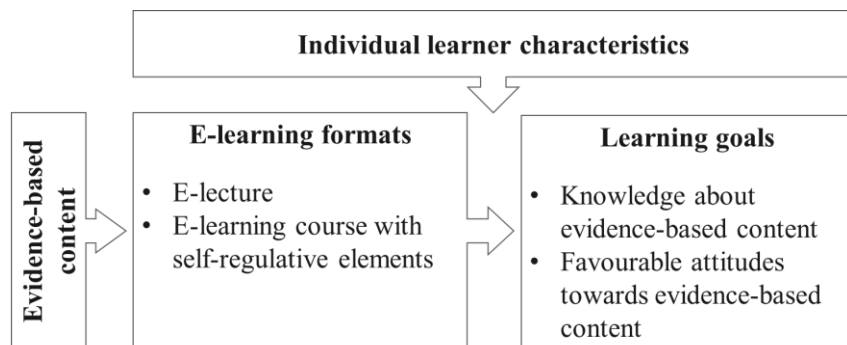 Individual learner characteristics
Evidence-based
content
E-learning formats
• E-lecture
• E-learning course with
self-regulative elements
Learning goals
• Knowledge about
evidence-based content
• Favourable attitudes
towards evidence-based
content